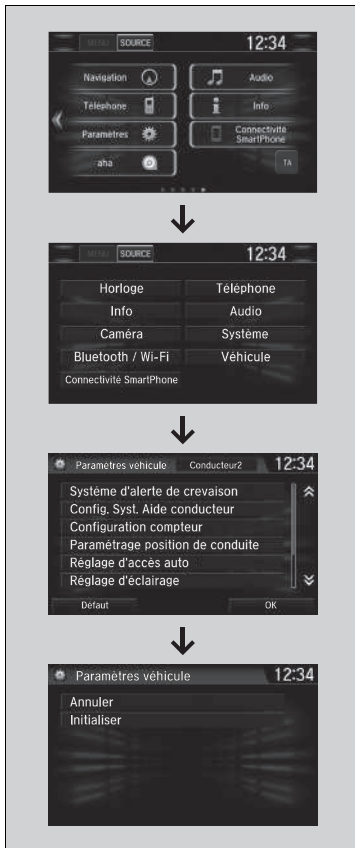 MENU SOURCE 12:34
Navigation Audio
Téléphone Info
Paramètres Connectivité SmartPhone
aha TA
MENU SOURCE 12:34
Horloge Téléphone
Info Audio
Caméra Système
Bluetooth / Wi-Fi Véhicule
Connectivité SmartPhone
Paramètres véhicule Conducteur2 12:34
Système d'alerte de crevaison
Config. Syst. Aide conducteur
Configuration compteur
Paramétrage position de conduite
Réglage d'accès auto
Réglage d'éclairage
Défaut OK
Paramètres véhicule 12:34
Annuler
Initialiser